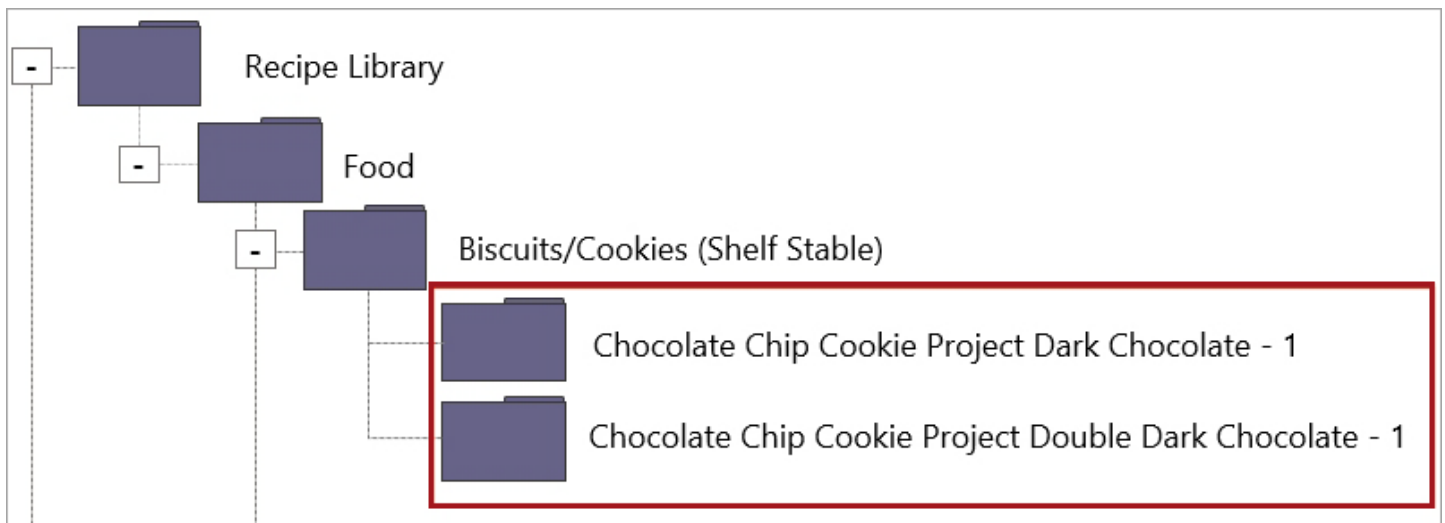 Recipe Library
Food
Biscuits/Cookies (Shelf Stable)
Chocolate Chip Cookie Project Dark Chocolate - 1
Chocolate Chip Cookie Project Double Dark Chocolate - 1